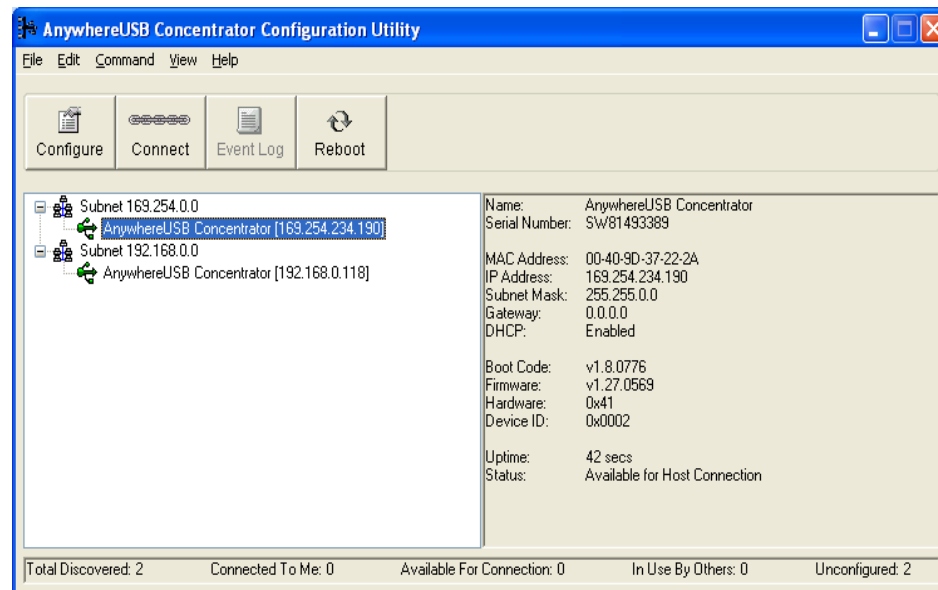 AnywhereUSB Concentrator Configuration Utility
File Edit Command View Help
Configure Connect Event Log Reboot
Subnet 169.254.0.0
AnywhereUSB Concentrator [169.254.234.190]
Subnet 192.168.0.0
AnywhereUSB Concentrator [192.168.0.118]
Name: AnywhereUSB Concentrator
Serial Number: SW81493389
MAC Address: 00-40-9D-37-22-2A
IP Address: 169.254.234.190
Subnet Mask: 255.255.0.0
Gateway: 0.0.0.0
DHCP: Enabled
Boot Code: v1.8.0776
Firmware: v1.27.0569
Hardware: 0x41
Device ID: 0x0002
Uptime: 42 secs
Status: Available for Host Connection
Total Discovered: 2 Connected To Me: 0 Available For Connection: 0 In Use By Others: 0 Unconfigured: 2